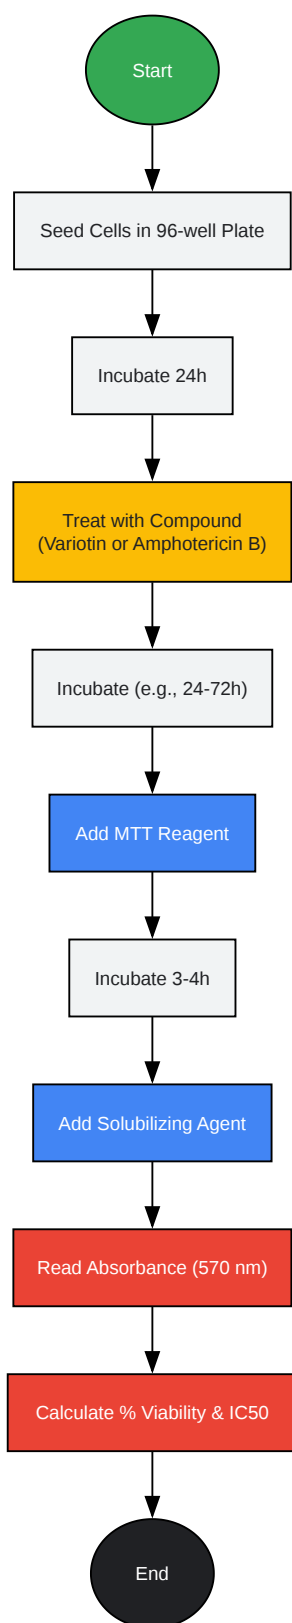 Start
Seed Cells in 96-well Plate
Incubate 24h
Treat with Compound
(Variotin or Amphotericin B)
Incubate (e.g., 24-72h)
Add MTT Reagent
Incubate 3-4h
Add Solubilizing Agent
Read Absorbance (570 nm)
Calculate % Viability & IC50
End